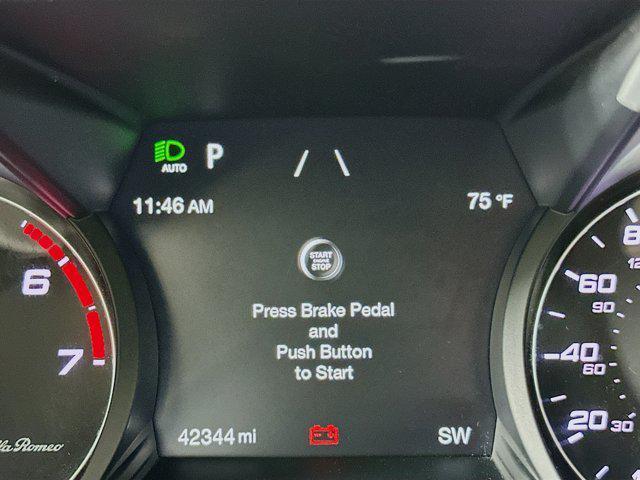 AUTO P
11:46 AM
75 °F
START
ENGINE
STOP
Press Brake Pedal
and
Push Button
to Start
42344 mi
SW
6
7
Romeo
60
90
40
60
20
30